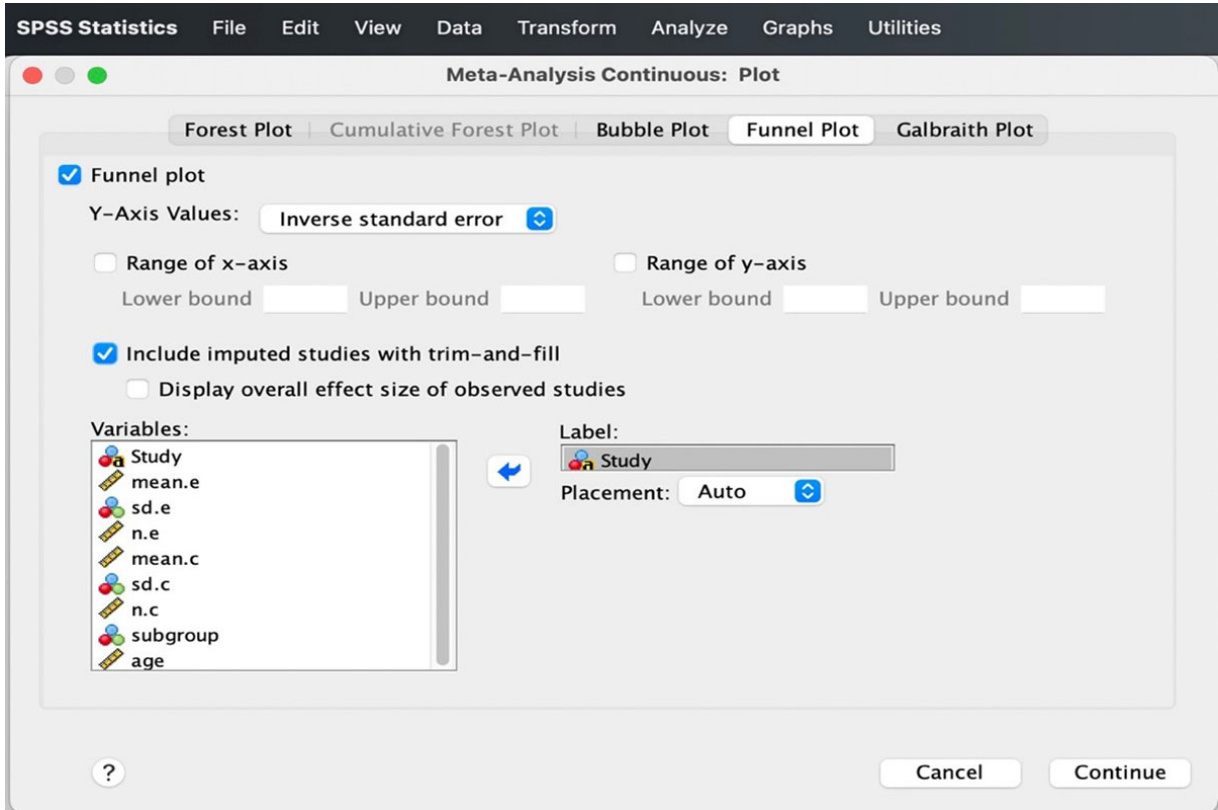 SPSS Statistics File Edit View Data Transform Analyze Graphs Utilities
Meta-Analysis Continuous: Plot
Forest Plot Cumulative Forest Plot Bubble Plot Funnel Plot Galbraith Plot
Funnel plot
Y-Axis Values: Inverse standard error
Range of x-axis Range of y-axis
Lower bound Upper bound Lower bound Upper bound
Include imputed studies with trim-and-fill
Display overall effect size of observed studies
Variables: Label:
Study Study
mean.e
sd.e Placement: Auto
n.e
mean.c
sd.c
n.c
subgroup
age
? Cancel Continue